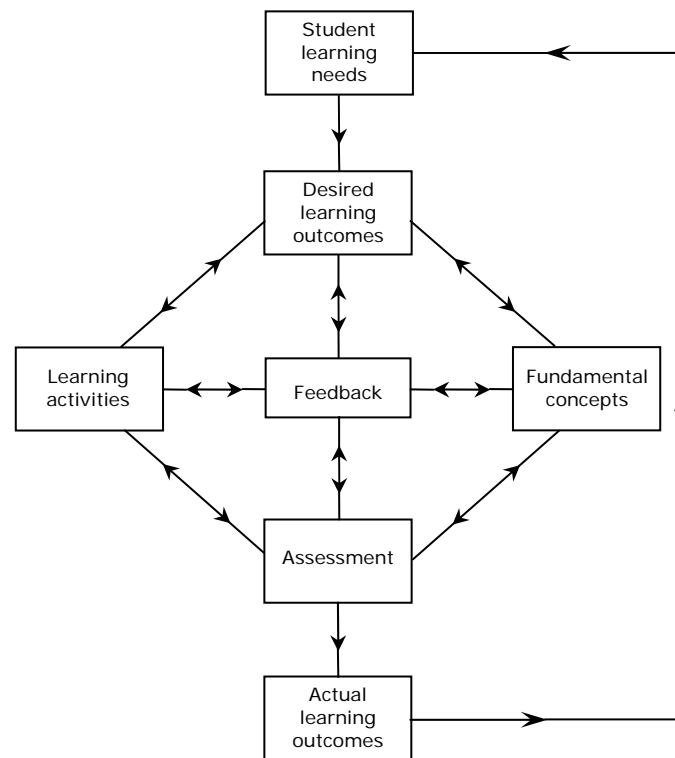 Student
learning
needs
Desired
learning
outcomes
Learning
activities
Feedback
Fundamental
concepts
Assessment
Actual
learning
outcomes